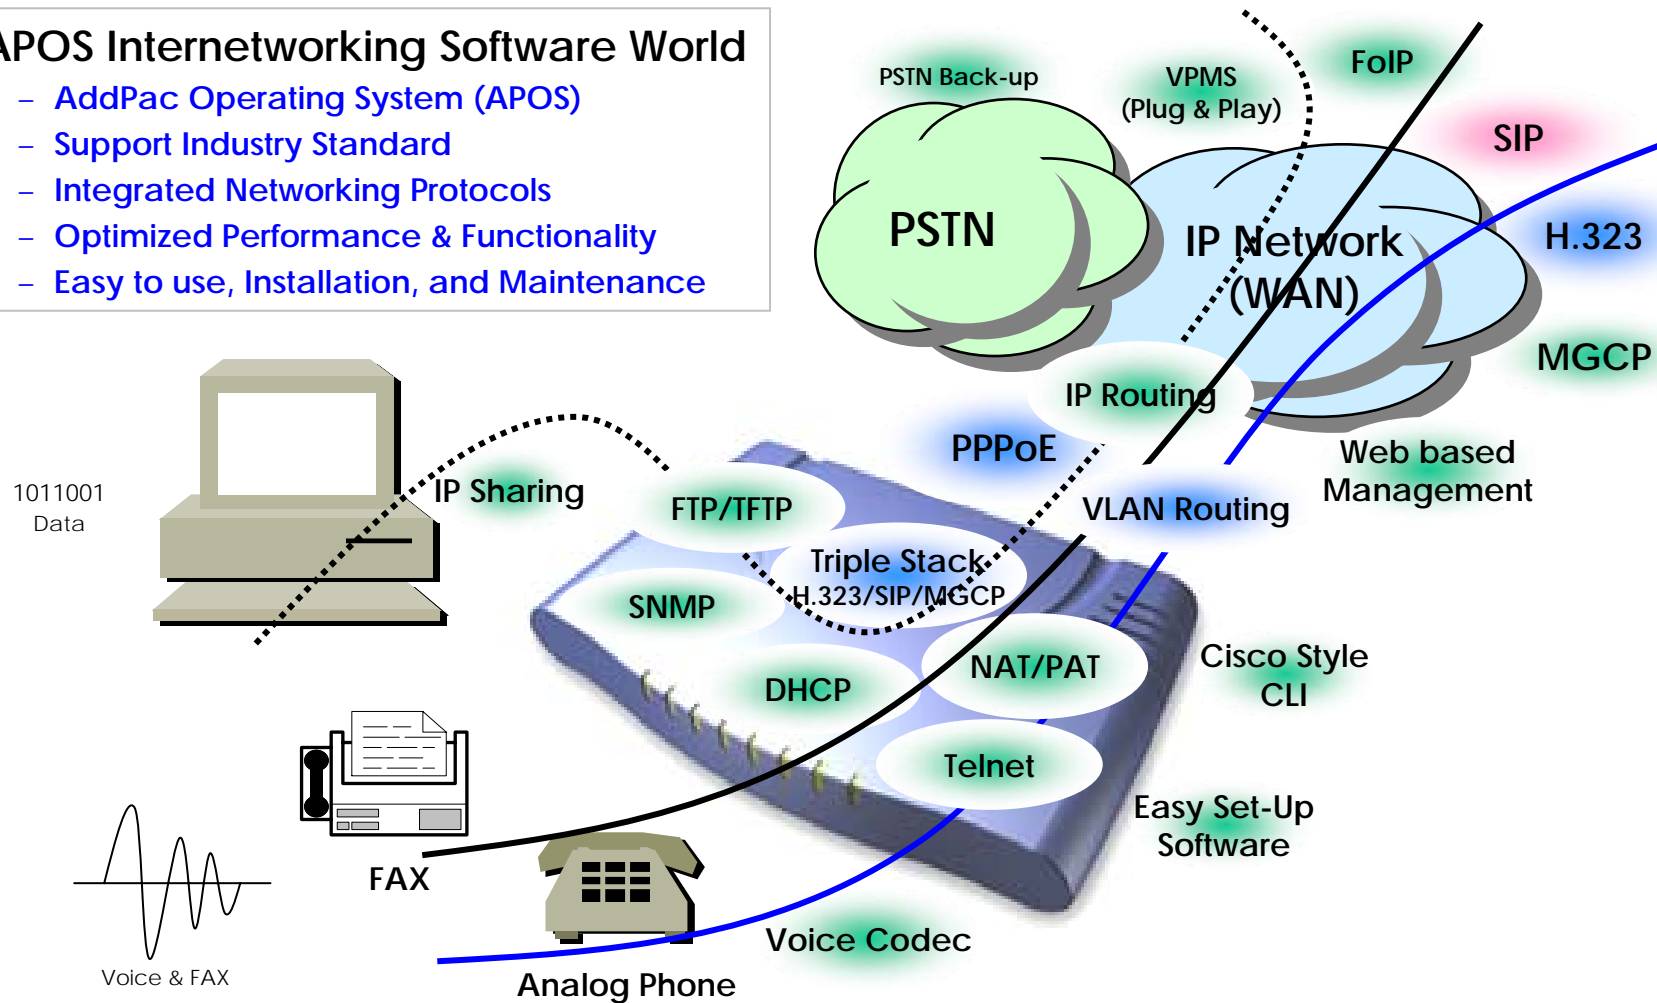 APOS Internetworking Software World
– AddPac Operating System (APOS)
– Support Industry Standard
– Integrated Networking Protocols
– Optimized Performance & Functionality
– Easy to use, Installation, and Maintenance
PSTN Back-up
VPMS
(Plug & Play)
FoIP
SIP
PSTN
IP Network
(WAN)
H.323
MGCP
IP Routing
PPPoE
Web based
Management
1011001
Data
IP Sharing
FTP/TFTP
VLAN Routing
Triple Stack
H.323/SIP/MGCP
SNMP
NAT/PAT
Cisco Style
CLI
DHCP
Telnet
Easy Set-Up
Software
FAX
Voice Codec
Voice & FAX
Analog Phone